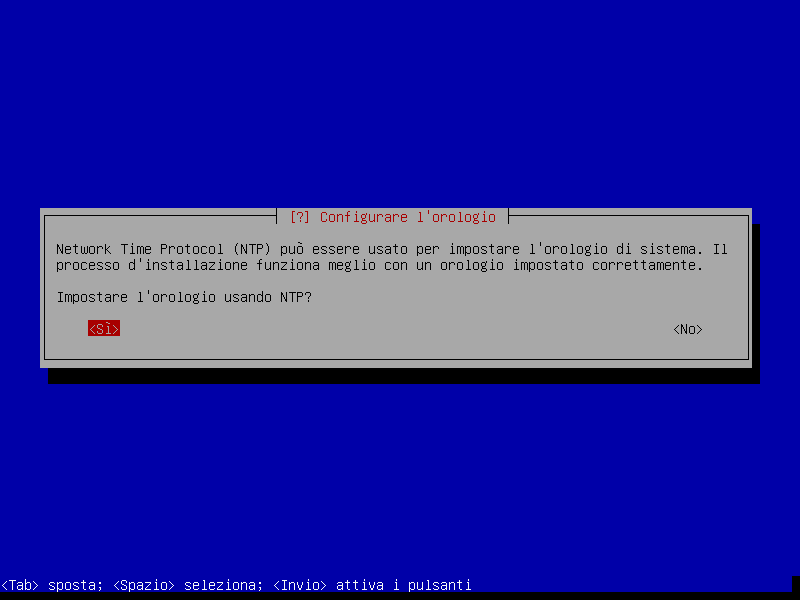 [?] Configurare l'orologio
Network Time Protocol (NTP) può essere usato per impostare l'orologio di sistema. Il
processo d'installazione funziona meglio con un orologio impostato correttamente.
Impostare l'orologio usando NTP?
<Sì> <No>
<Tab> sposta; <Spazio> seleziona; <Invio> attiva i pulsanti